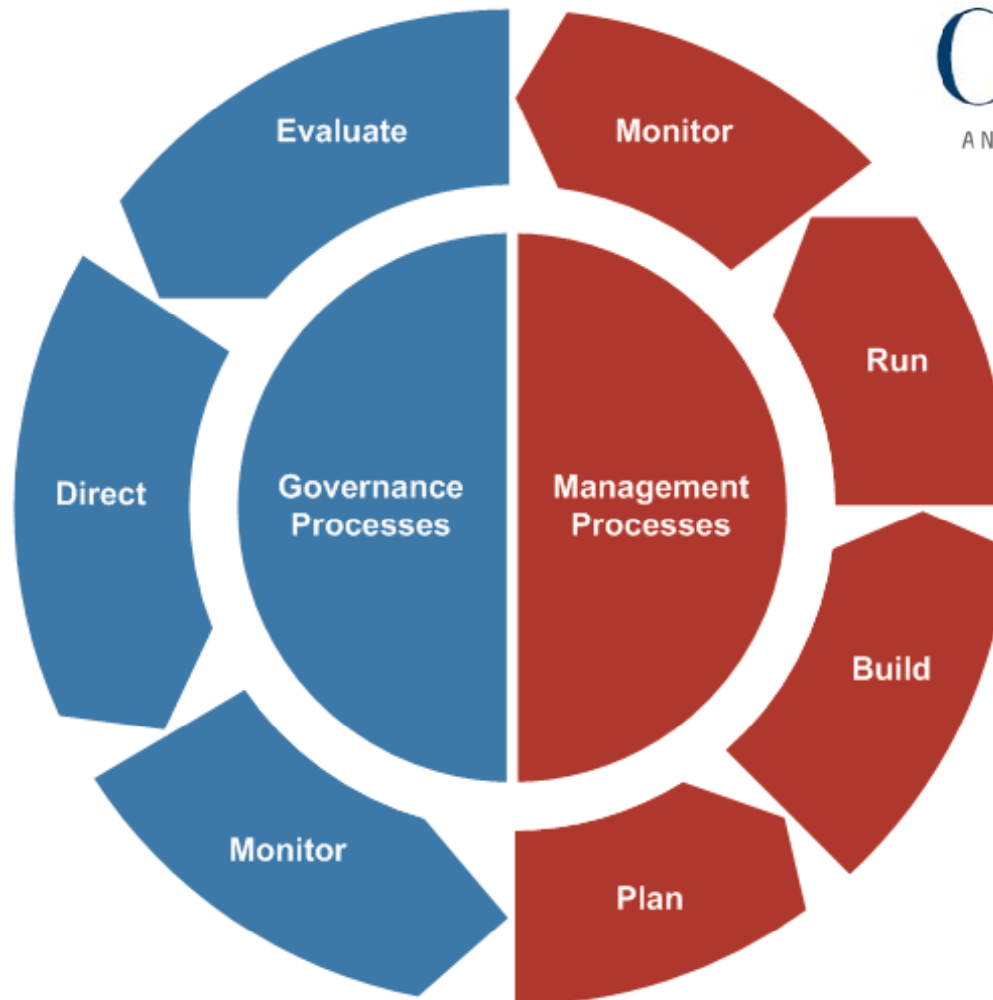 Evaluate
Monitor
Run
Direct
Governance
Processes
Management
Processes
Build
Monitor
Plan